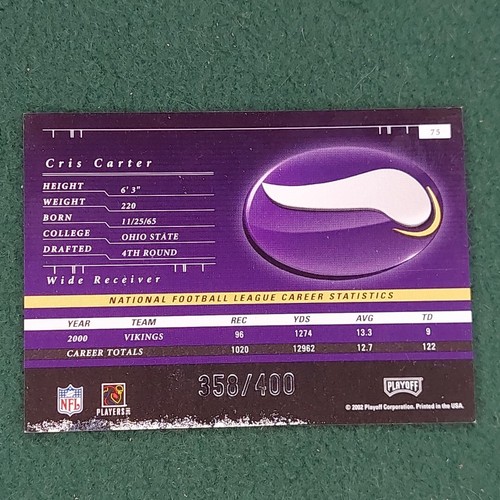 75
Cris Carter
HEIGHT 6' 3"
WEIGHT 220
BORN 11/25/65
COLLEGE OHIO STATE
DRAFTED 4TH ROUND
Wide Receiver
NATIONAL FOOTBALL LEAGUE CAREER STATISTICS
YEAR TEAM REC YDS AVG TD
2000 VIKINGS 96 1274 13.3 9
CAREER TOTALS 1020 12962 12.7 122
358/400
NFL
PLAYERS INC
PLAYOFF
© 2002 Playoff Corporation. Printed in the USA.